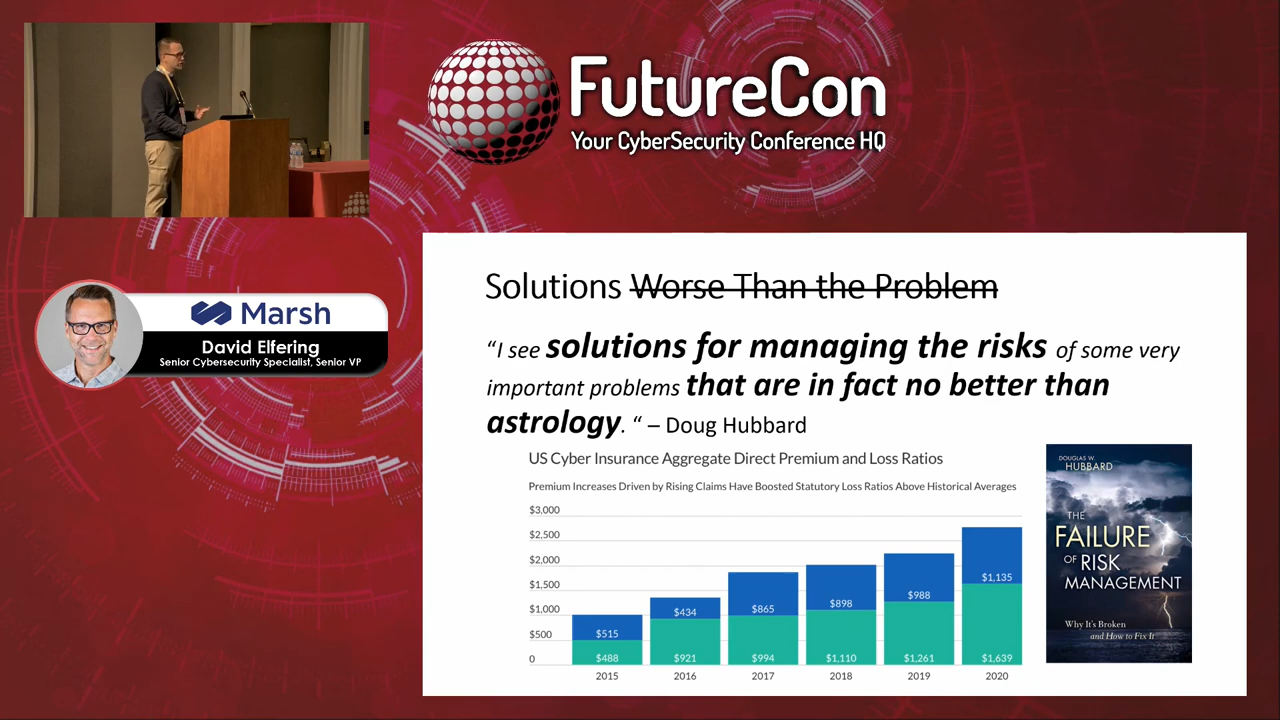 FutureCon
Your CyberSecurity Conference HQ
Marsh
David Elfering
Senior Cybersecurity Specialist, Senior VP
Solutions Worse Than the Problem
“I see solutions for managing the risks of some very
important problems that are in fact no better than
astrology. “ – Doug Hubbard
US Cyber Insurance Aggregate Direct Premium and Loss Ratios
Premium Increases Driven by Rising Claims Have Boosted Statutory Loss Ratios Above Historical Averages
$3,000
$2,500
$2,000
$1,500
$1,000
$500
0
$515
$434
$865
$898
$988
$1,135
$488
$921
$994
$1,110
$1,261
$1,639
2015
2016
2017
2018
2019
2020
DOUGLAS W.
HUBBARD
THE
FAILURE
OF RISK
MANAGEMENT
Why It's Broken
and How to Fix It